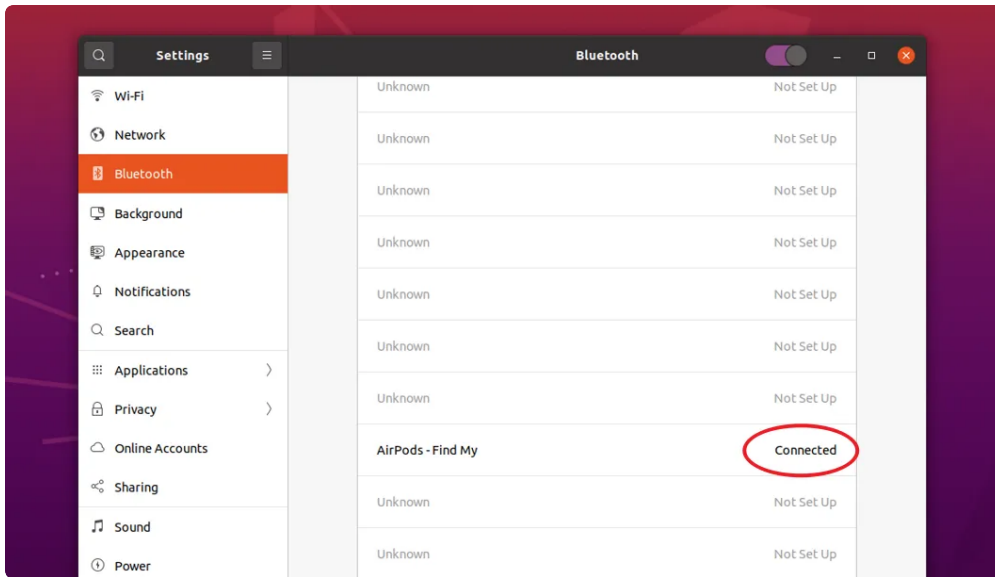 Settings
Bluetooth
Wi-Fi
Network
Bluetooth
Background
Appearance
Notifications
Search
Applications
Privacy
Online Accounts
Sharing
Sound
Power
Unknown Not Set Up
Unknown Not Set Up
Unknown Not Set Up
Unknown Not Set Up
Unknown Not Set Up
Unknown Not Set Up
Unknown Not Set Up
AirPods - Find My Connected
Unknown Not Set Up
Unknown Not Set Up